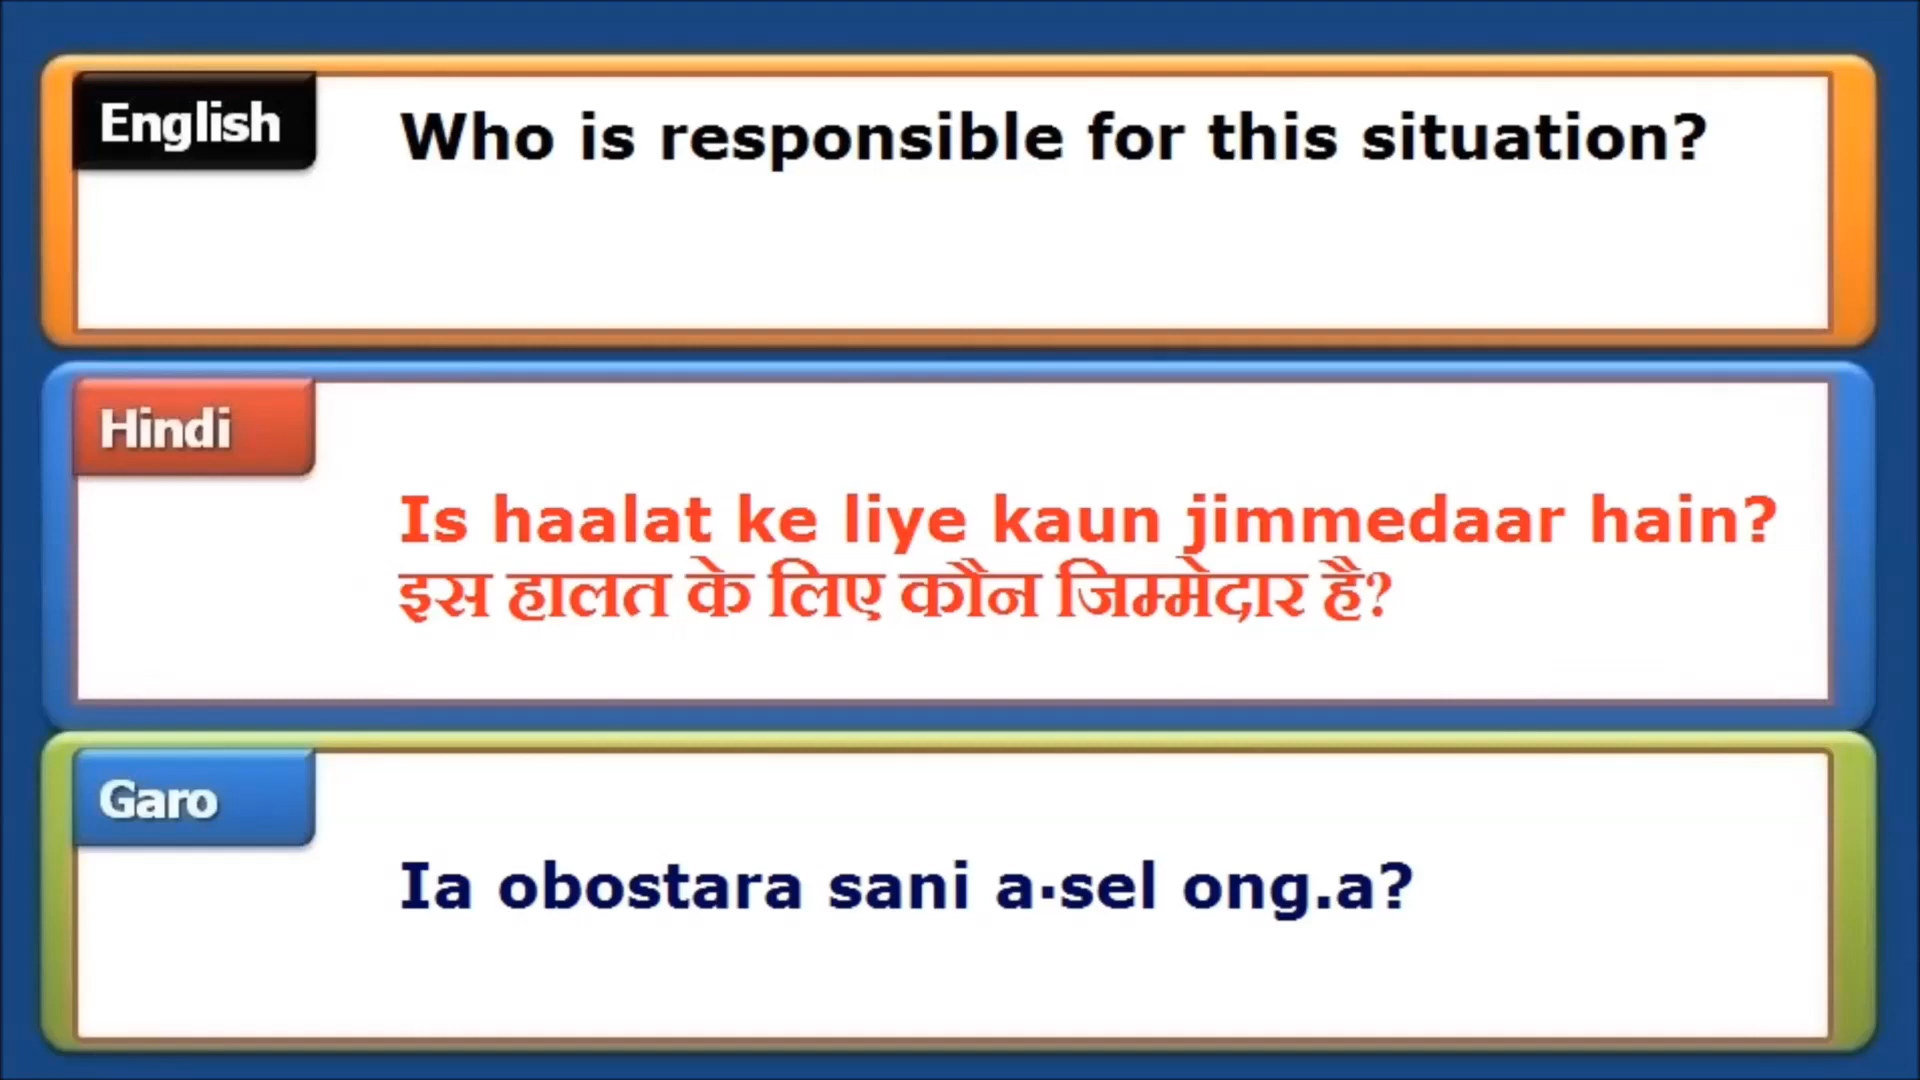 English
Who is responsible for this situation?
Hindi
Is haalat ke liye kaun jimmedaar hain?
इस हालत के लिए कौन जिम्मेदार है?
Garo
Ia obostara sani a·sel ong.a?